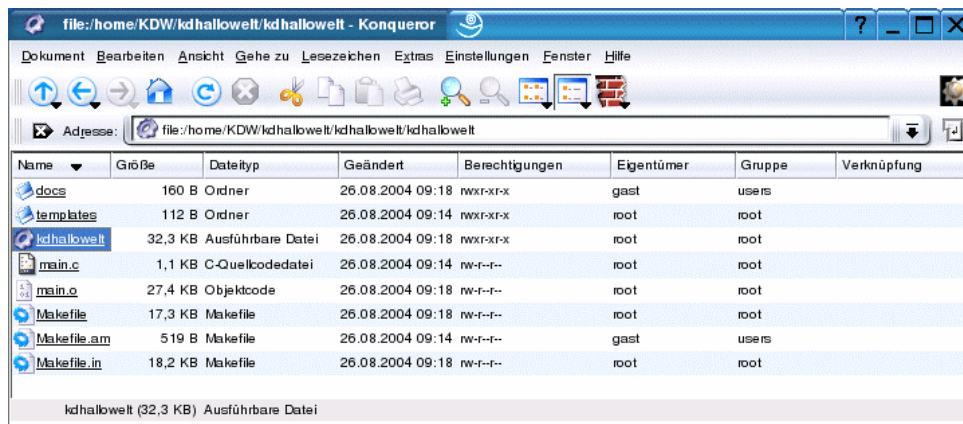 file:/home/KDW/kdhallowelt/kdhallowelt - Konqueror
Dokument Bearbeiten Ansicht Gehe zu Lesezeichen Extras Einstellungen Fenster Hilfe
Adresse: file:/home/KDW/kdhallowelt/kdhallowelt/kdhallowelt
Name Größe Dateityp Geändert Berechtigungen Eigentümer Gruppe Verknüpfung
docs 160 B Ordner 26.08.2004 09:18 rwxr-xr-x gast users
templates 112 B Ordner 26.08.2004 09:14 rwxr-xr-x root root
kdhallowelt 32,3 KB Ausführbare Datei 26.08.2004 09:18 rwxr-xr-x root root
main.c 1,1 KB C-Quellcodedatei 26.08.2004 09:14 rw-r--r-- root root
main.o 27,4 KB Objektcode 26.08.2004 09:18 rw-r--r-- root root
Makefile 17,3 KB Makefile 26.08.2004 09:18 rw-r--r-- root root
Makefile.am 519 B Makefile 26.08.2004 09:14 rw-r--r-- gast users
Makefile.in 18,2 KB Makefile 26.08.2004 09:18 rw-r--r-- root root
kdhallowelt (32,3 KB) Ausführbare Datei